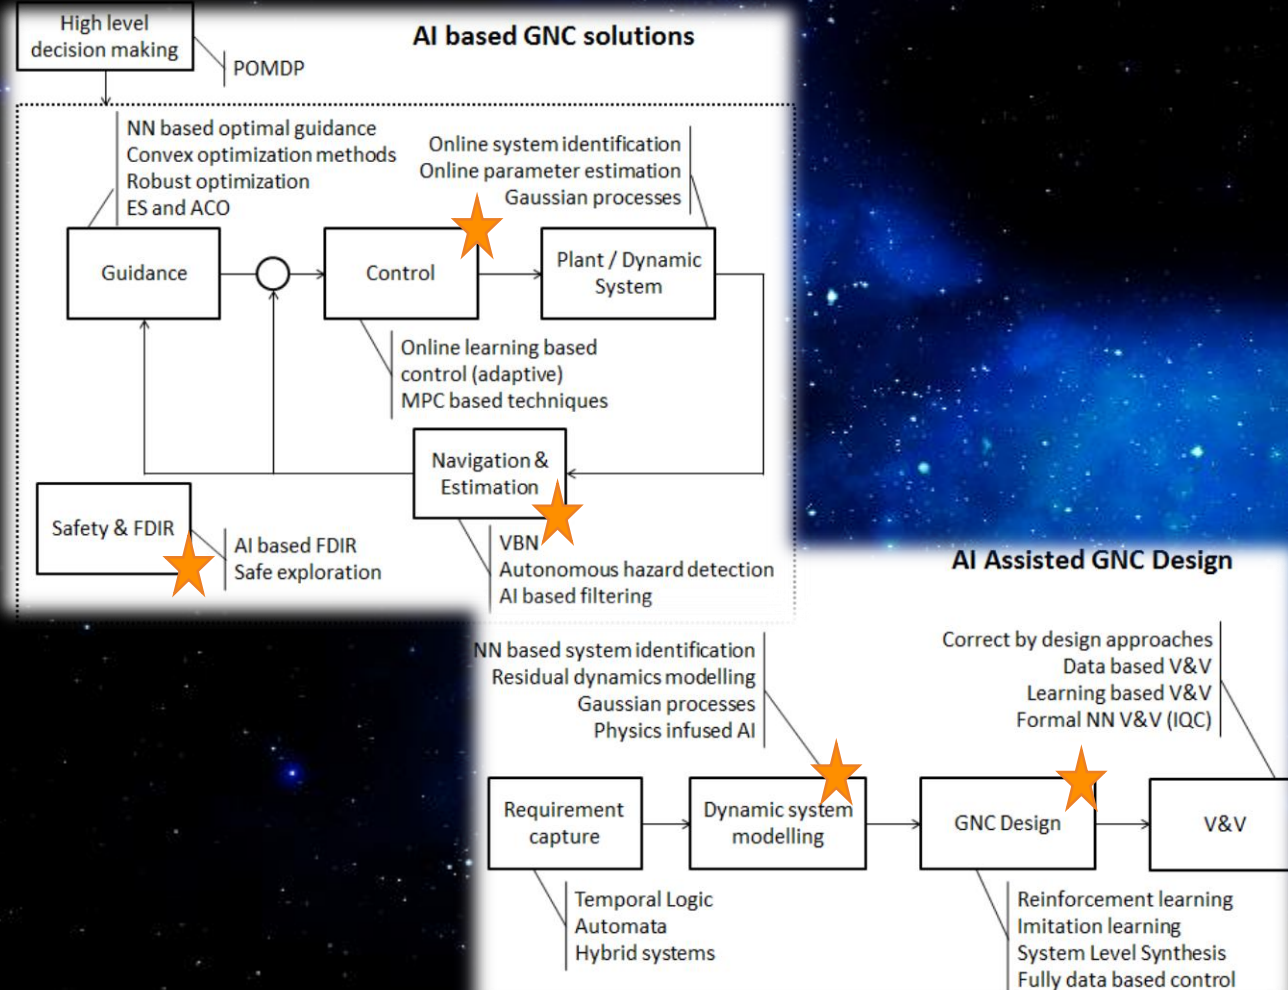 High level
decision making
AI based GNC solutions
POMDP
NN based optimal guidance
Convex optimization methods
Robust optimization
ES and ACO
Online system identification
Online parameter estimation
Gaussian processes
Guidance
Control
Plant / Dynamic
System
Online learning based
control (adaptive)
MPC based techniques
Navigation &
Estimation
Safety & FDIR
AI based FDIR
Safe exploration
VBN
Autonomous hazard detection
AI based filtering
AI Assisted GNC Design
NN based system identification
Residual dynamics modelling
Gaussian processes
Physics infused AI
Correct by design approaches
Data based V&V
Learning based V&V
Formal NN V&V (IQC)
Requirement
capture
Dynamic system
modelling
GNC Design
V&V
Temporal Logic
Automata
Hybrid systems
Reinforcement learning
Imitation learning
System Level Synthesis
Fully data based control